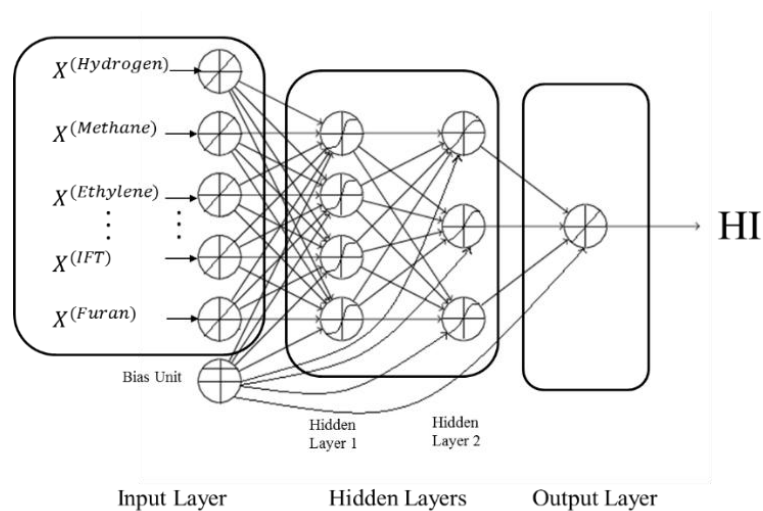 X(Hydrogen)
X(Methane)
X(Ethylene)
X(IFT)
X(Furan)
Bias Unit
HI
Hidden
Layer 1
Hidden
Layer 2
Input Layer
Hidden Layers
Output Layer